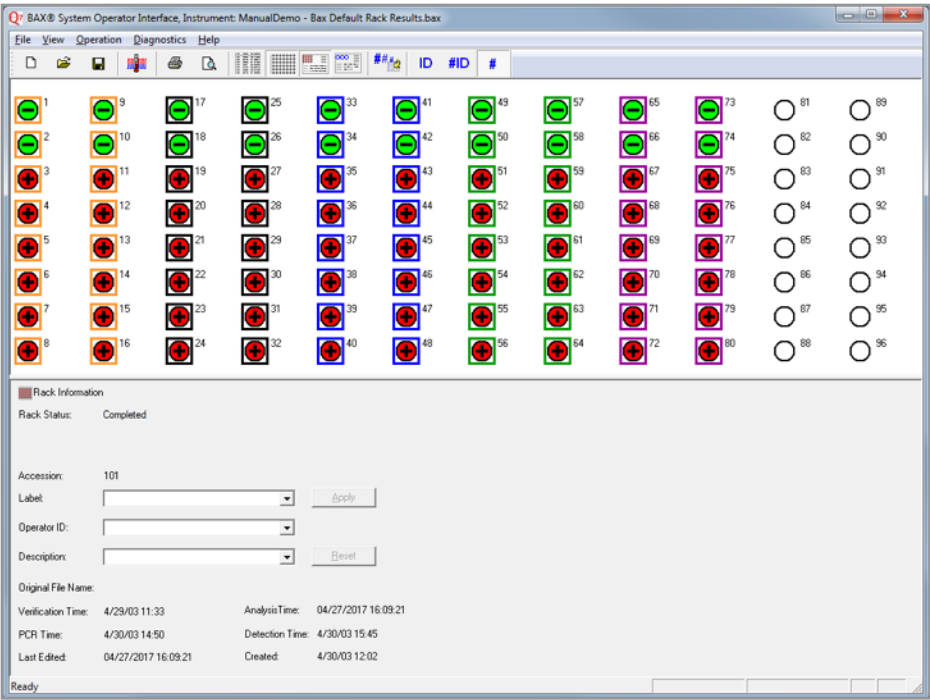 BAX® System Operator Interface, Instrument: ManualDemo - Bax Default Rack Results.bax
File View Operation Diagnostics Help
ID #ID #
1 9 17 25 33 41 49 57 65 73 81 89
2 10 18 26 34 42 50 58 66 74 82 90
3 11 19 27 35 43 51 59 67 75 83 91
4 12 20 28 36 44 52 60 68 76 84 92
5 13 21 29 37 45 53 61 69 77 85 93
6 14 22 30 38 46 54 62 70 78 86 94
7 15 23 31 39 47 55 63 71 79 87 95
8 16 24 32 40 48 56 64 72 80 88 96
Rack Information
Rack Status: Completed
Accession: 101
Label: Apply
Operator ID:
Description: Reset
Original File Name:
Verification Time: 4/29/03 11:33 AnalysisTime: 04/27/2017 16:09:21
PCR Time: 4/30/03 14:50 Detection Time: 4/30/03 15:45
Last Edited: 04/27/2017 16:09:21 Created: 4/30/03 12:02
Ready